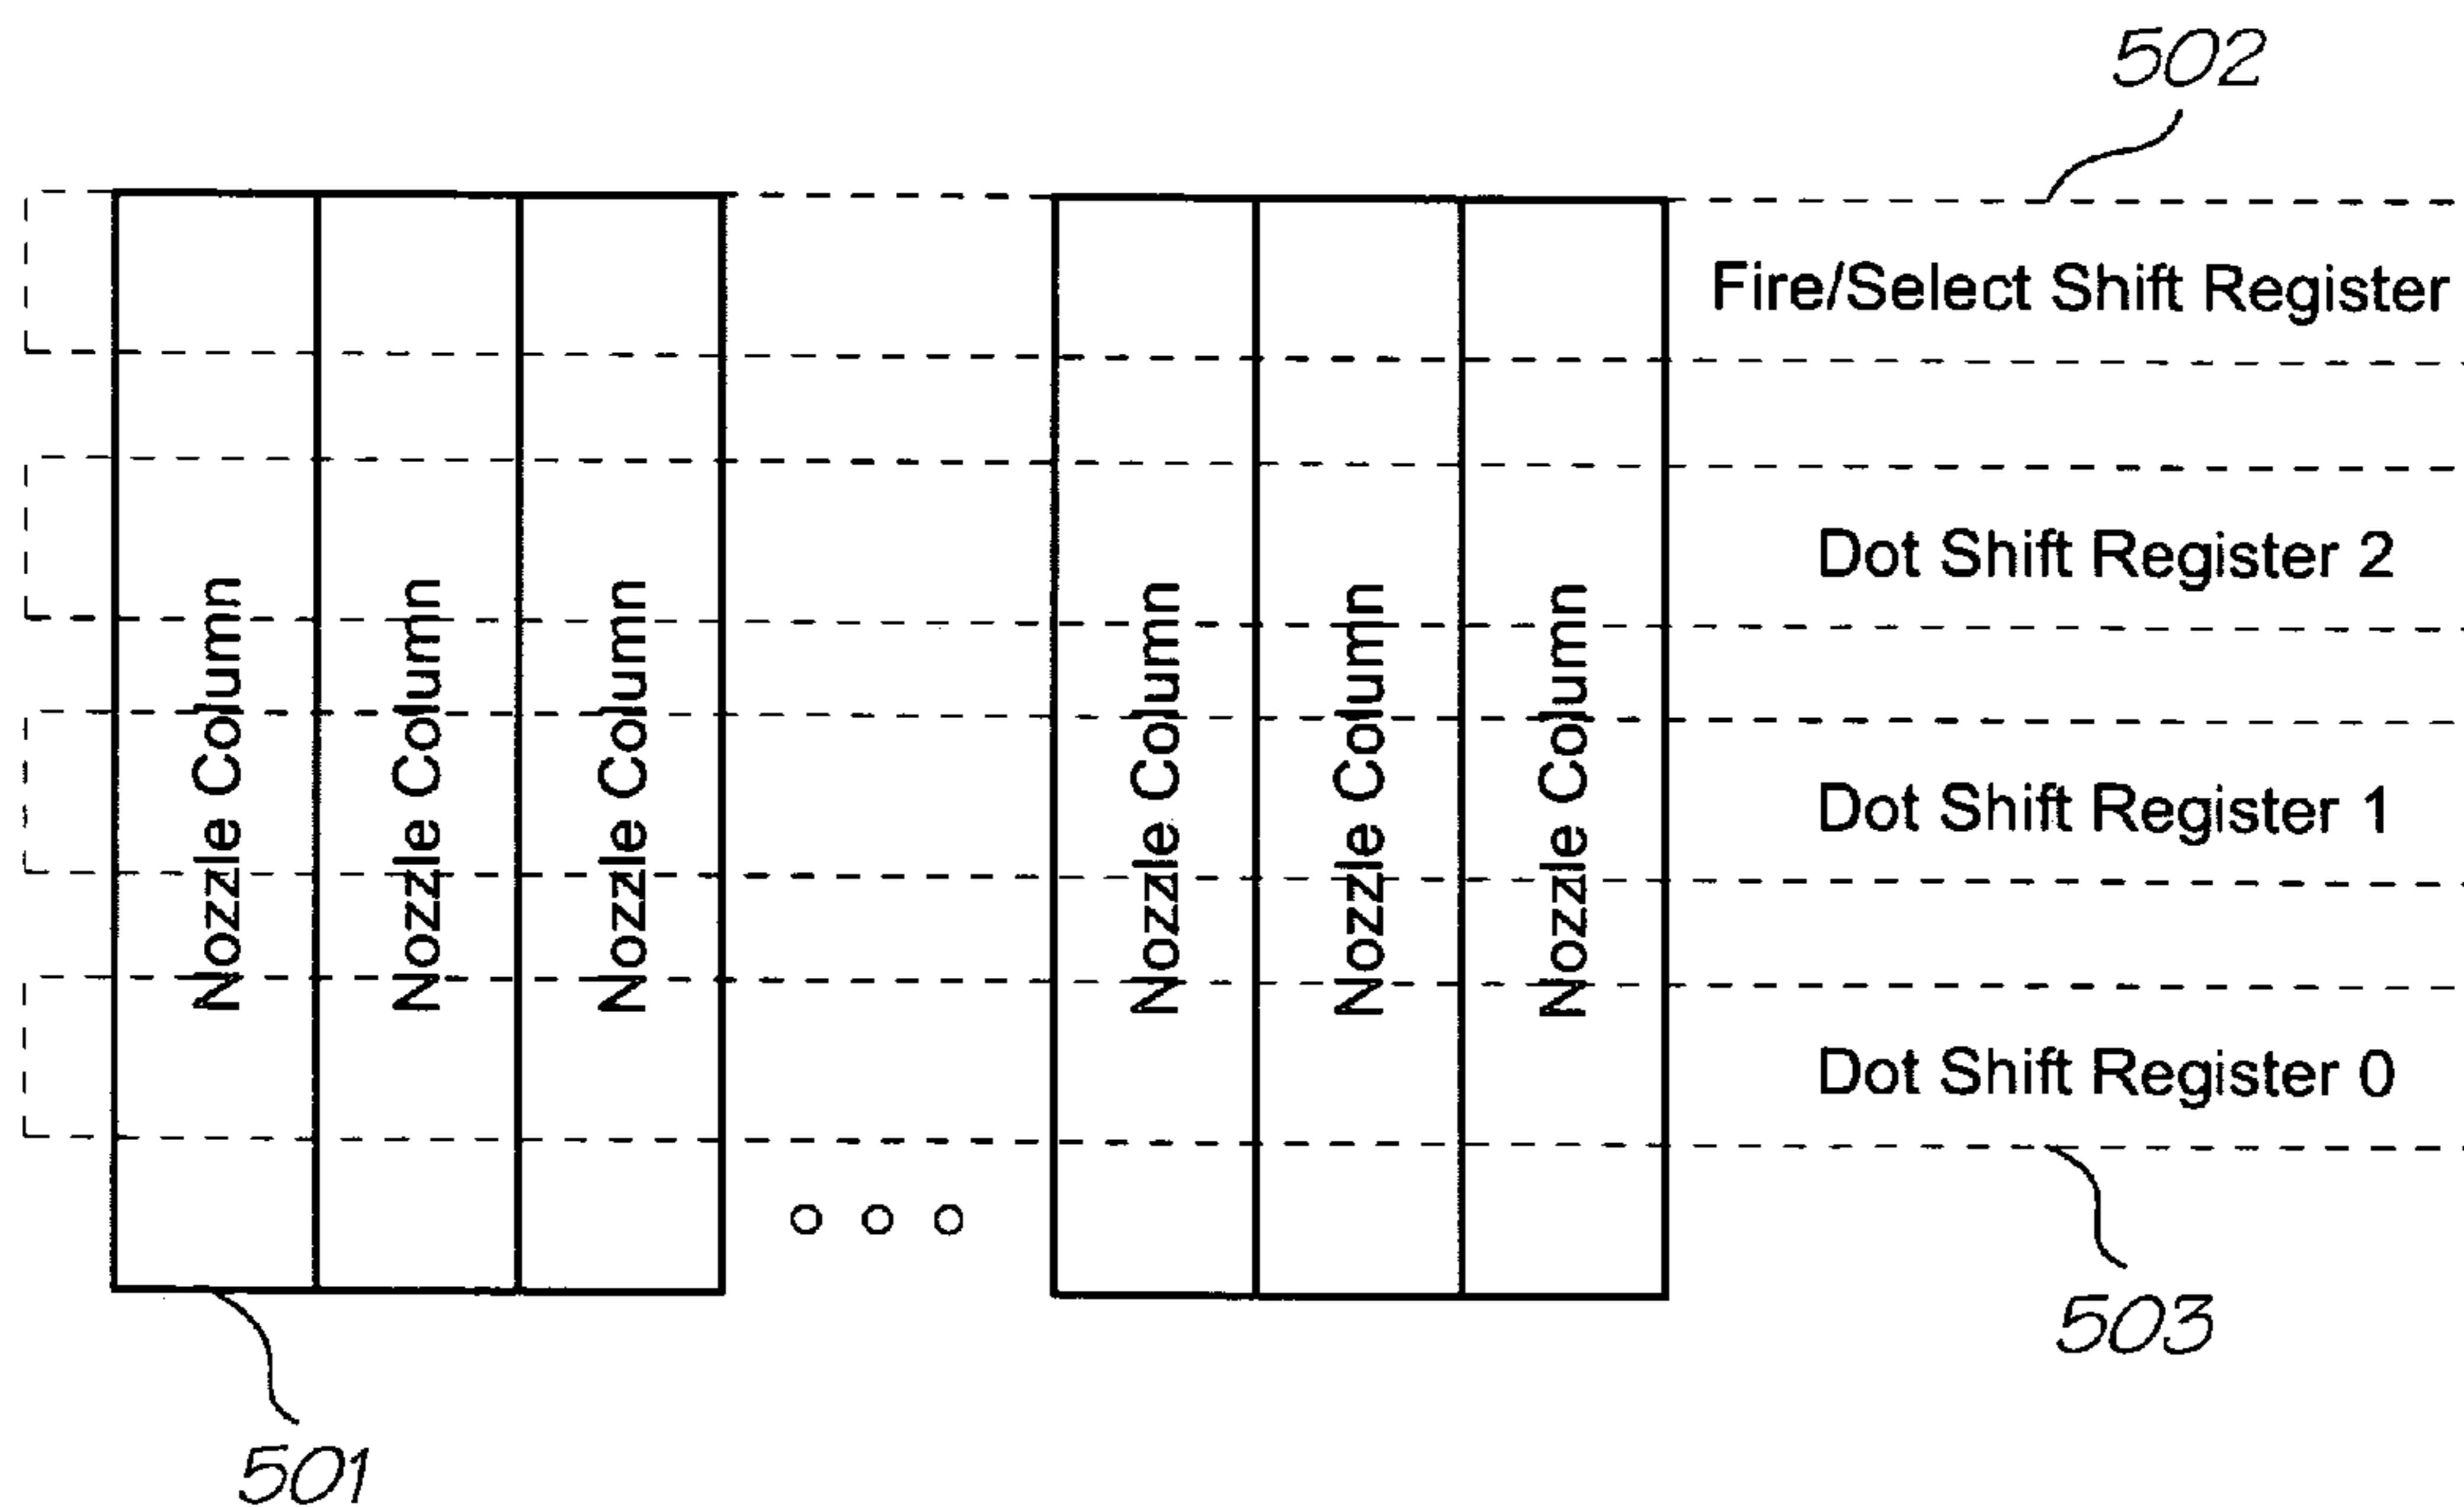 502
Fire/Select Shift Register
Dot Shift Register 2
Nozzle Column
Nozzle Column
Nozzle Column
Nozzle Column
Nozzle Column
Nozzle Column
Dot Shift Register 1
Dot Shift Register 0
503
501